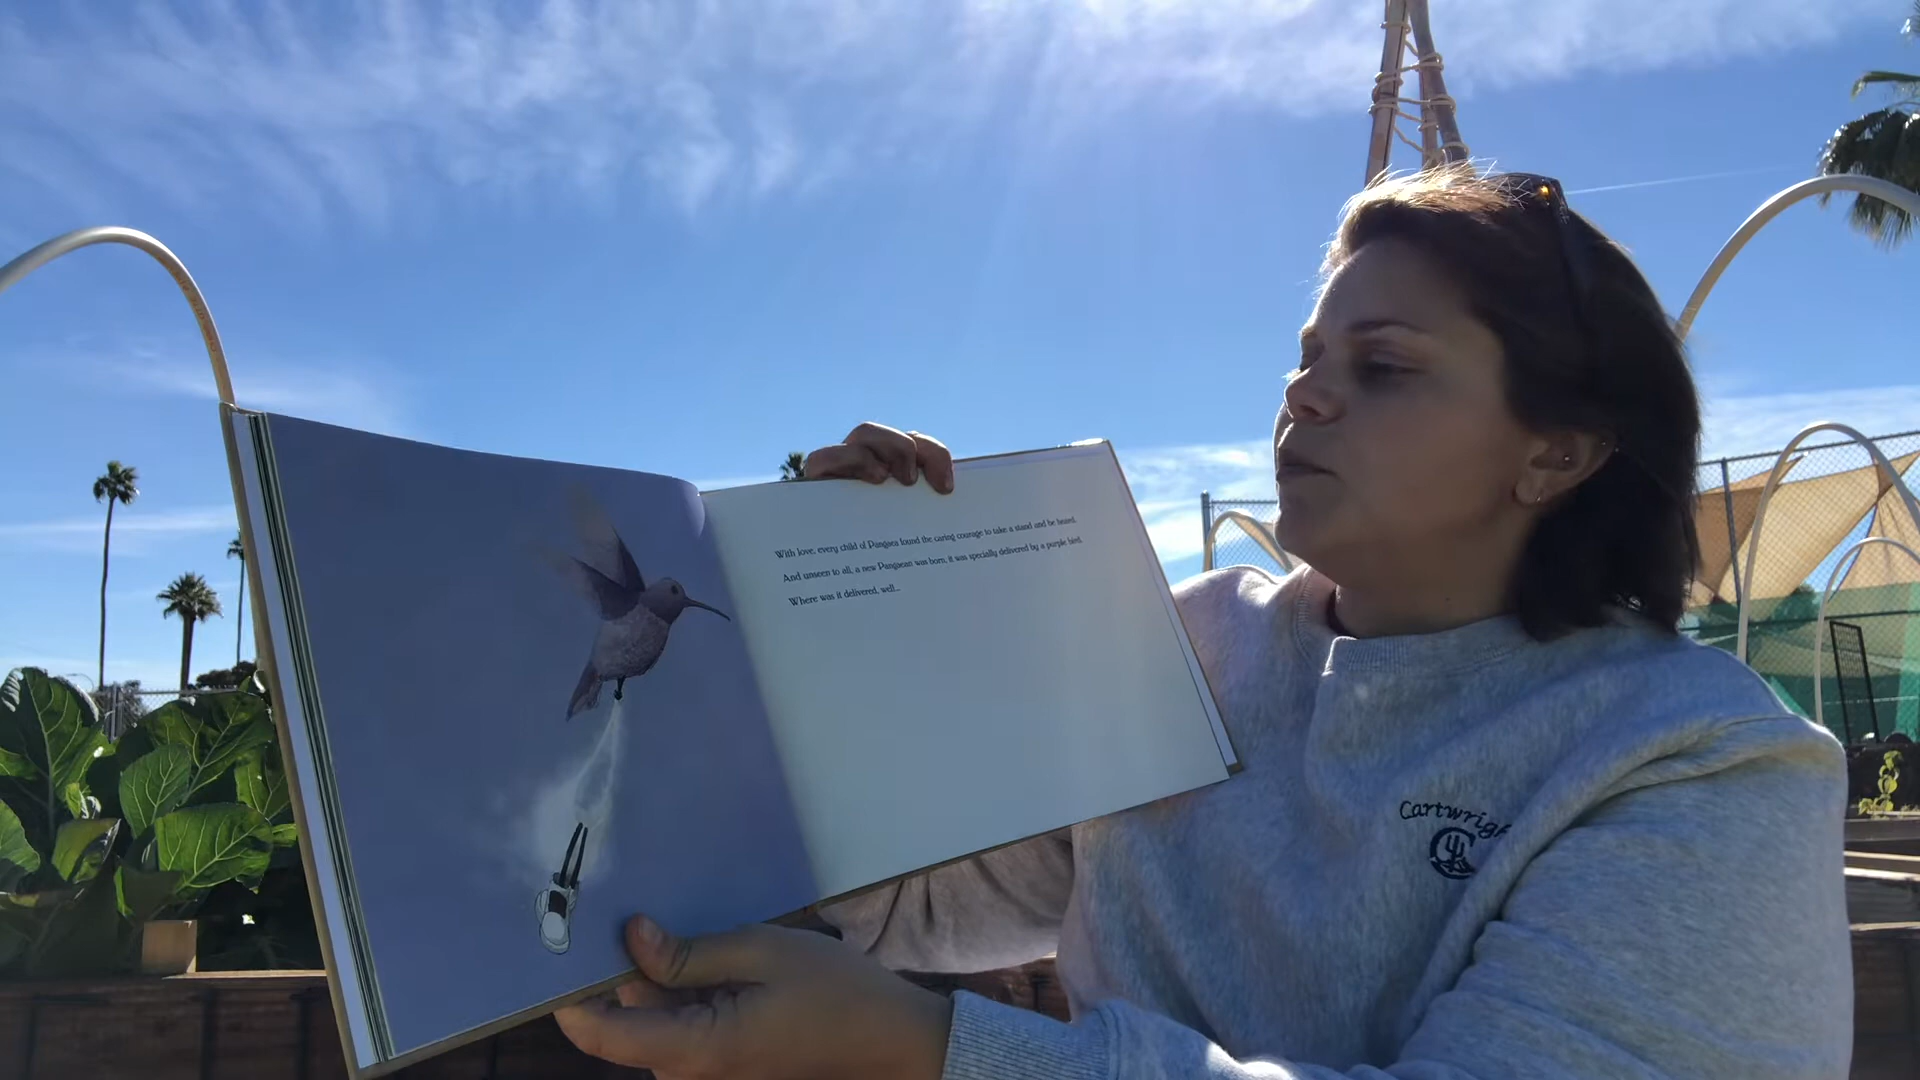 With love, every child of Pangaea found the caring courage to take a stand and be heard.
And unseen to all, a new Pangaean was born, it was specially delivered by a purple bird.
Where was it delivered, well...
Cartwright